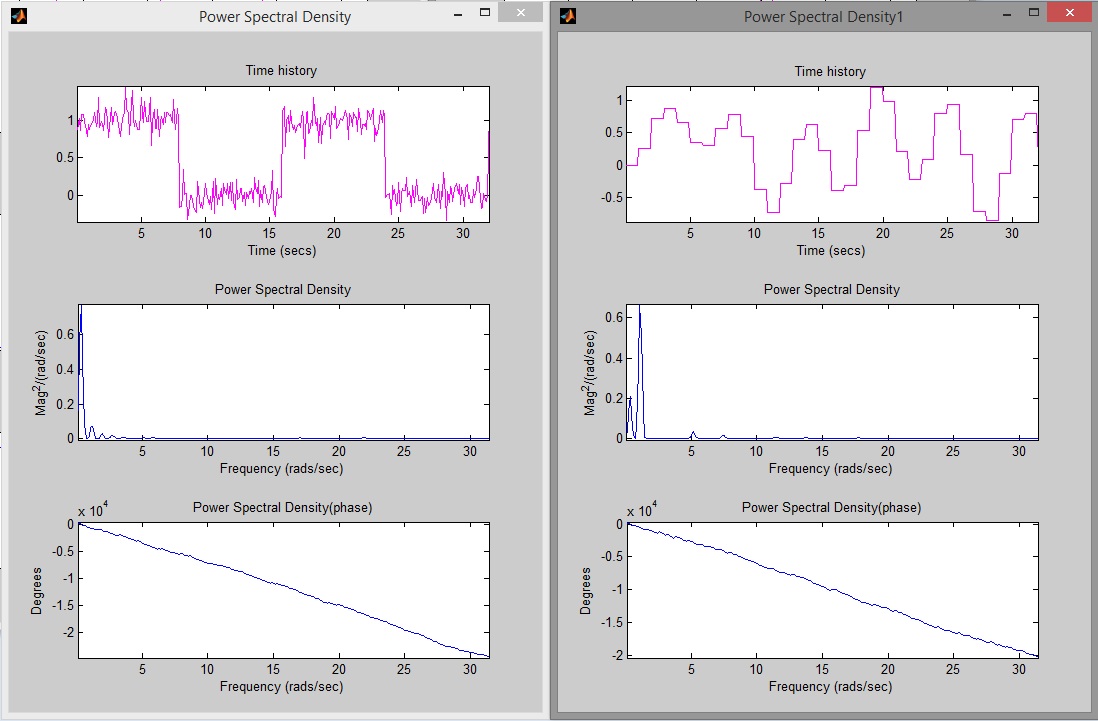 Power Spectral Density
Time history
1
0.5
0
5 10 15 20 25 30
Time (secs)
Power Spectral Density
Mag2/(rad/sec)
0.6
0.4
0.2
0
5 10 15 20 25 30
Frequency (rads/sec)
Power Spectral Density(phase)
x 10^4
Degrees
0
-0.5
-1
-1.5
-2
5 10 15 20 25 30
Frequency (rads/sec)
Power Spectral Density1
Time history
1
0.5
0
-0.5
5 10 15 20 25 30
Time (secs)
Power Spectral Density
Mag2/(rad/sec)
0.6
0.4
0.2
0
5 10 15 20 25 30
Frequency (rads/sec)
Power Spectral Density(phase)
x 10^4
Degrees
0
-0.5
-1
-1.5
-2
5 10 15 20 25 30
Frequency (rads/sec)